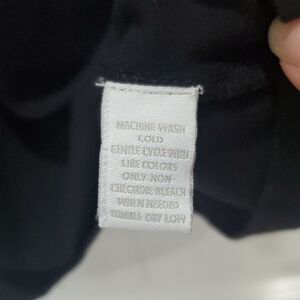 MACHINE WASH
COLD
GENTLE CYCLE WITH
LIKE COLORS
ONLY-NON-
CHLORINE BLEACH
WHEN NEEDED
TUMBLE DRY LOW